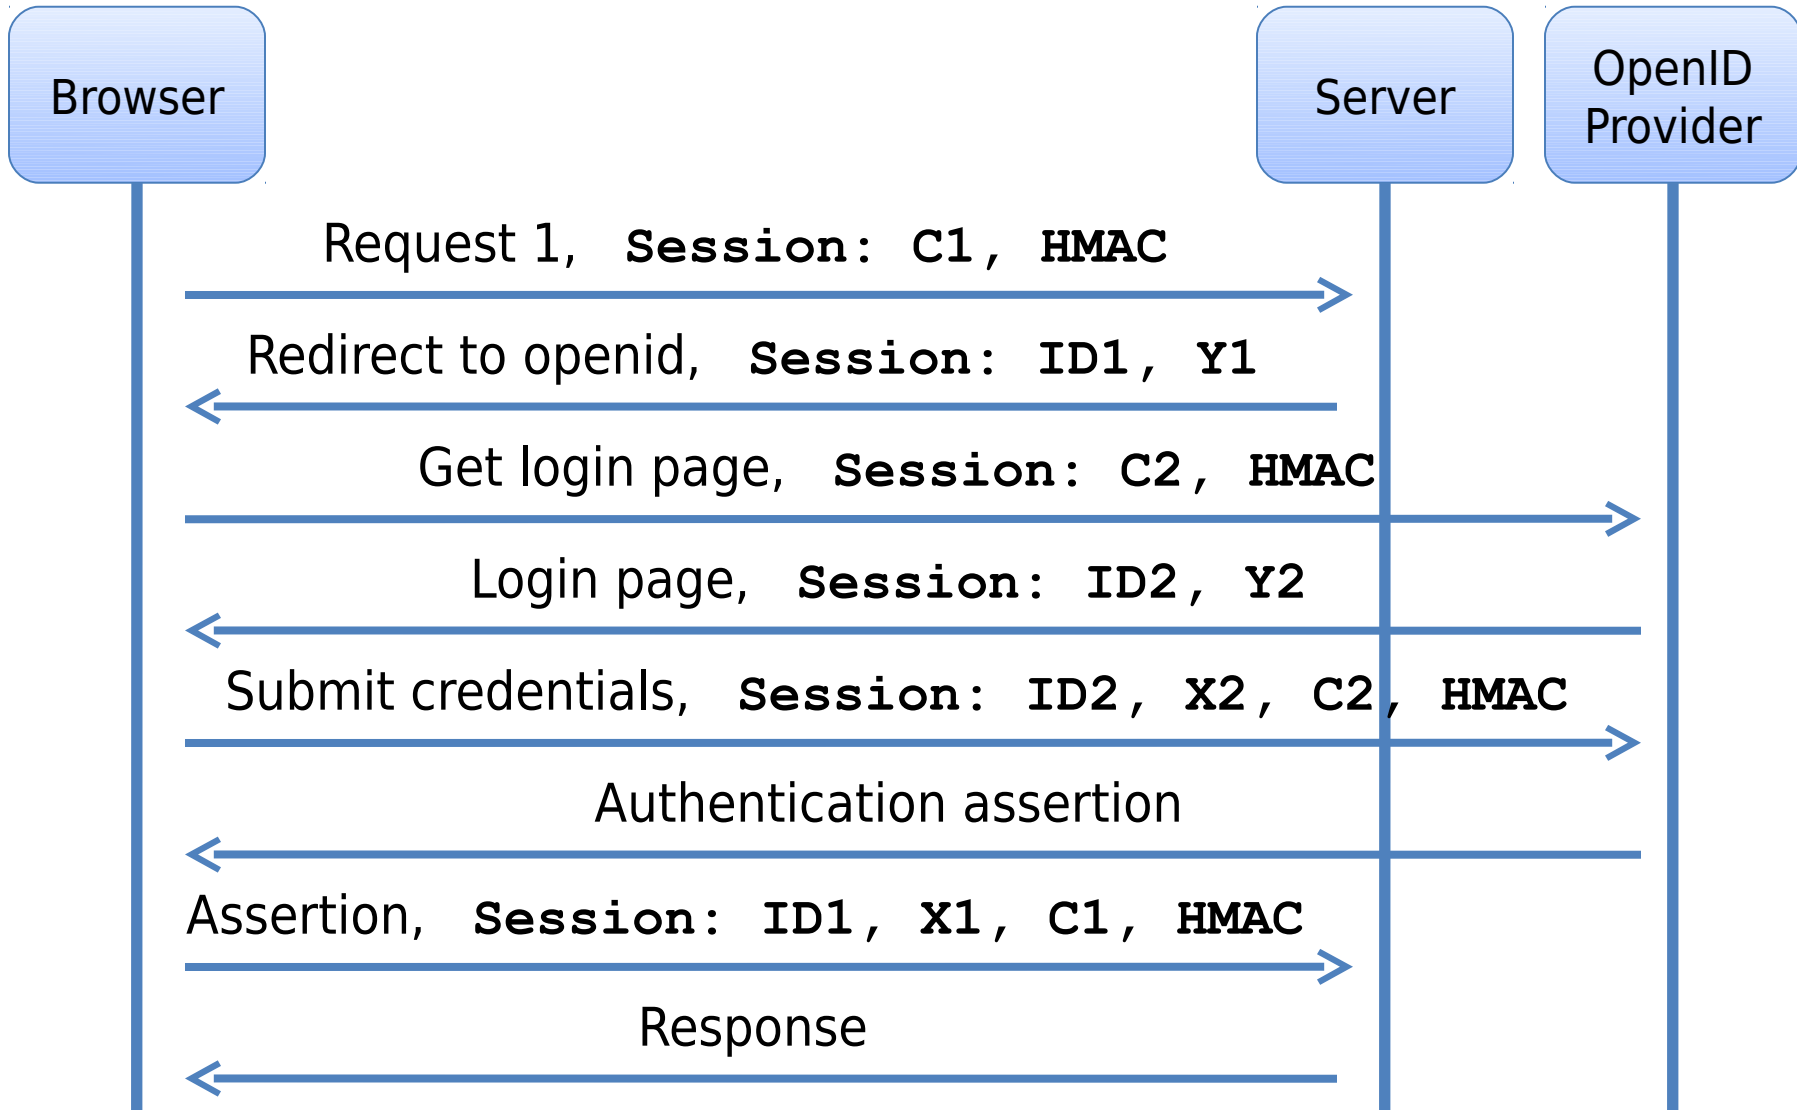 Browser
Server
OpenID
Provider
Request 1, Session: C1, HMAC
Redirect to openid, Session: ID1, Y1
Get login page, Session: C2, HMAC
Login page, Session: ID2, Y2
Submit credentials, Session: ID2, X2, C2, HMAC
Authentication assertion
Assertion, Session: ID1, X1, C1, HMAC
Response